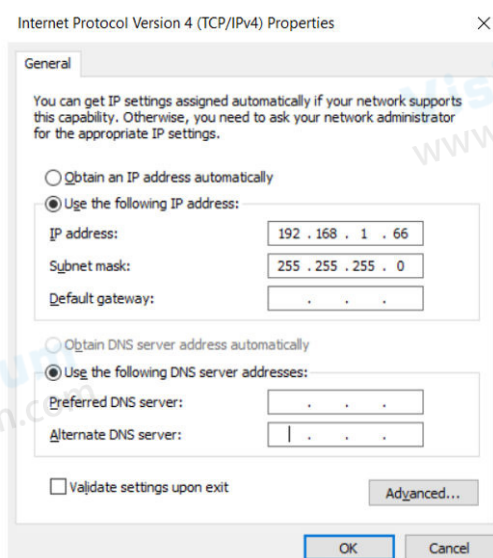 Internet Protocol Version 4 (TCP/IPv4) Properties
General
You can get IP settings assigned automatically if your network supports
this capability. Otherwise, you need to ask your network administrator
for the appropriate IP settings.
Obtain an IP address automatically
Use the following IP address:
IP address: 192 . 168 . 1 . 66
Subnet mask: 255 . 255 . 255 . 0
Default gateway: . . .
Obtain DNS server address automatically
Use the following DNS server addresses:
Preferred DNS server: . . .
Alternate DNS server: . . .
Validate settings upon exit
Advanced...
OK Cancel